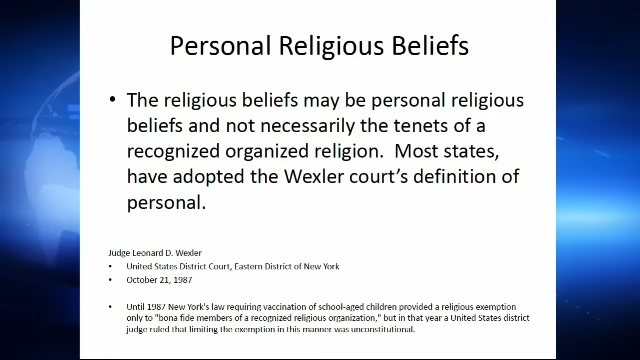 Personal Religious Beliefs
• The religious beliefs may be personal religious
beliefs and not necessarily the tenets of a
recognized organized religion. Most states,
have adopted the Wexler court's definition of
personal.
Judge Leonard D. Wexler
• United States District Court, Eastern District of New York
• October 21, 1987
• Until 1987 New York's law requiring vaccination of school-aged children provided a religious exemption
only to "bona fide members of a recognized religious organization," but in that year a United States district
judge ruled that limiting the exemption in this manner was unconstitutional.